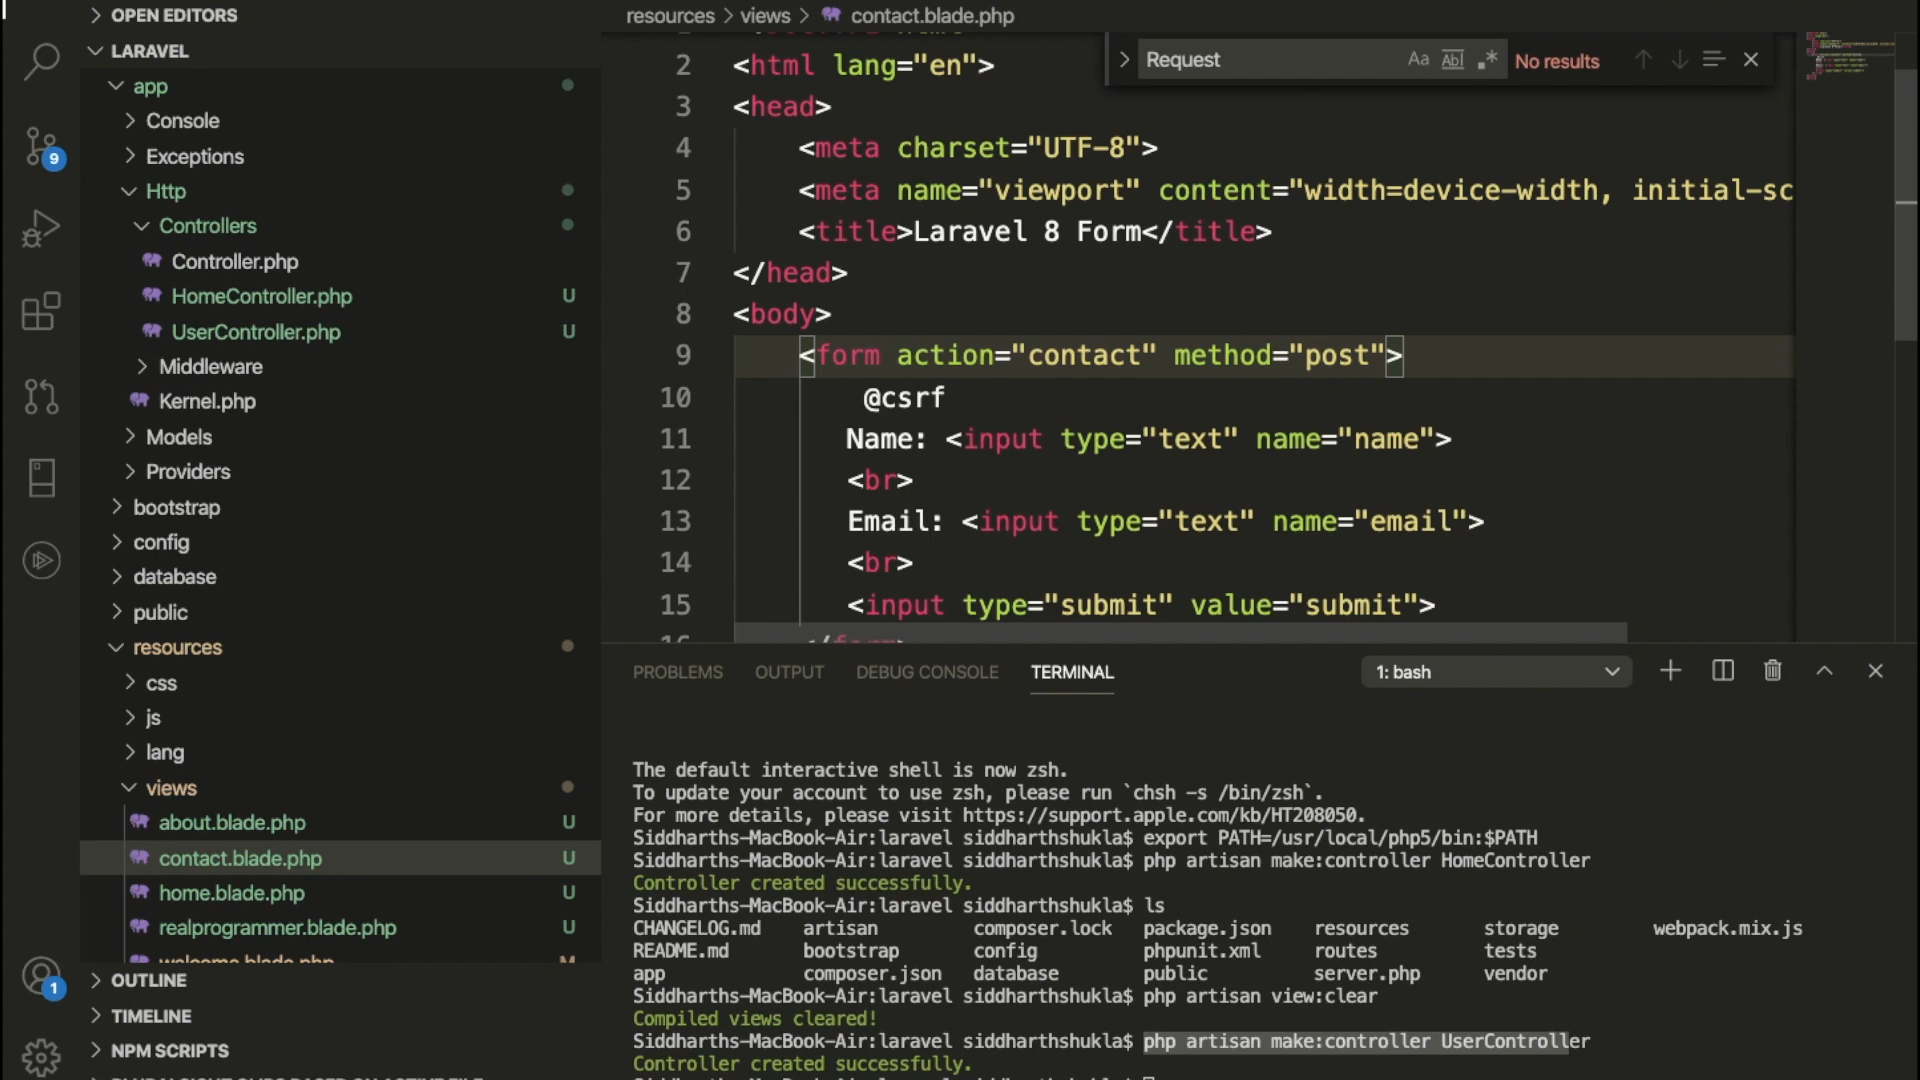 OPEN EDITORS
LARAVEL
app
Console
Exceptions
Http
Controllers
Controller.php
HomeController.php U
UserController.php U
Middleware
Kernel.php
Models
Providers
bootstrap
config
database
public
resources
css
js
lang
views
about.blade.php U
contact.blade.php U
home.blade.php U
realprogrammer.blade.php U
welcome.blade.php M
OUTLINE
TIMELINE
NPM SCRIPTS
9
1
resources > views > contact.blade.php
Request Aa Abl .* No results
2 <html lang="en">
3 <head>
4 <meta charset="UTF-8">
5 <meta name="viewport" content="width=device-width, initial-sc
6 <title>Laravel 8 Form</title>
7 </head>
8 <body>
9 <form action="contact" method="post">
10 @csrf
11 Name: <input type="text" name="name">
12 <br>
13 Email: <input type="text" name="email">
14 <br>
15 <input type="submit" value="submit">
16 </form>
PROBLEMS OUTPUT DEBUG CONSOLE TERMINAL 1: bash
The default interactive shell is now zsh.
To update your account to use zsh, please run `chsh -s /bin/zsh`.
For more details, please visit https://support.apple.com/kb/HT208050.
Siddharths-MacBook-Air:laravel siddharthshukla$ export PATH=/usr/local/php5/bin:$PATH
Siddharths-MacBook-Air:laravel siddharthshukla$ php artisan make:controller HomeController
Controller created successfully.
Siddharths-MacBook-Air:laravel siddharthshukla$ ls
CHANGELOG.md artisan composer.lock package.json resources storage webpack.mix.js
README.md bootstrap config phpunit.xml routes tests
app composer.json database public server.php vendor
Siddharths-MacBook-Air:laravel siddharthshukla$ php artisan view:clear
Compiled views cleared!
Siddharths-MacBook-Air:laravel siddharthshukla$ php artisan make:controller UserController
Controller created successfully.